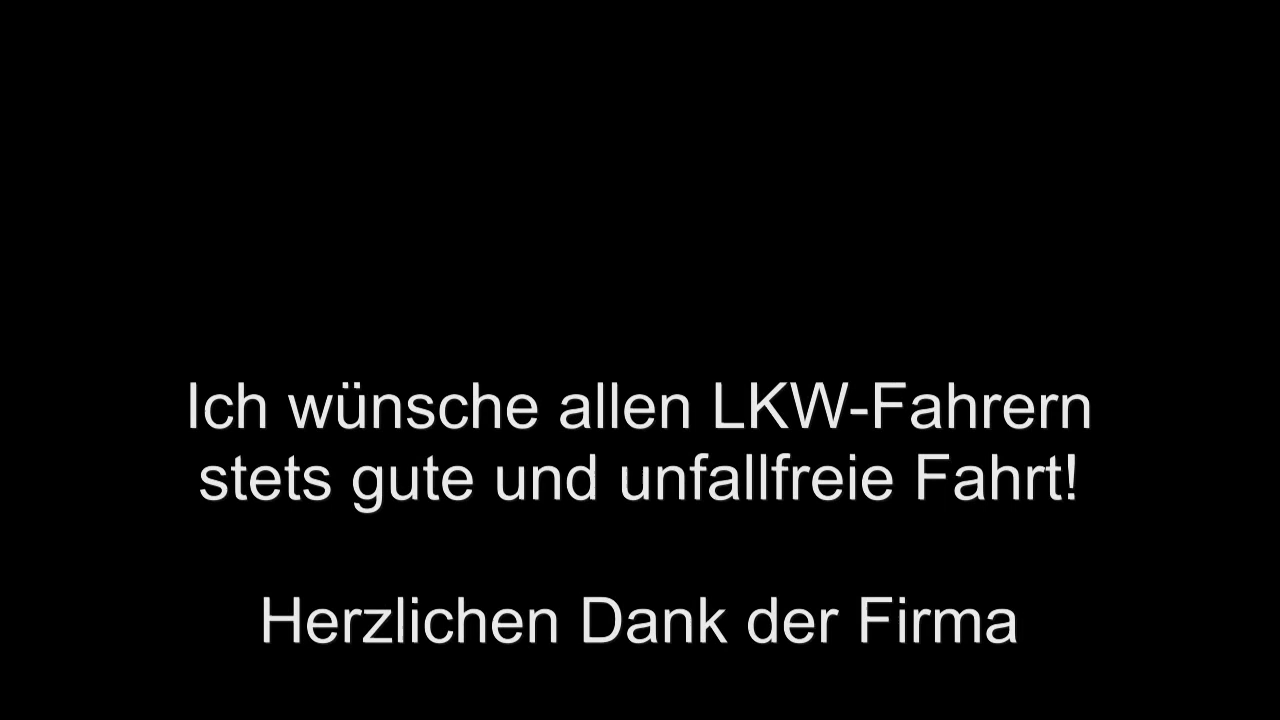 Ich wünsche allen LKW-Fahrern
stets gute und unfallfreie Fahrt!
Herzlichen Dank der Firma